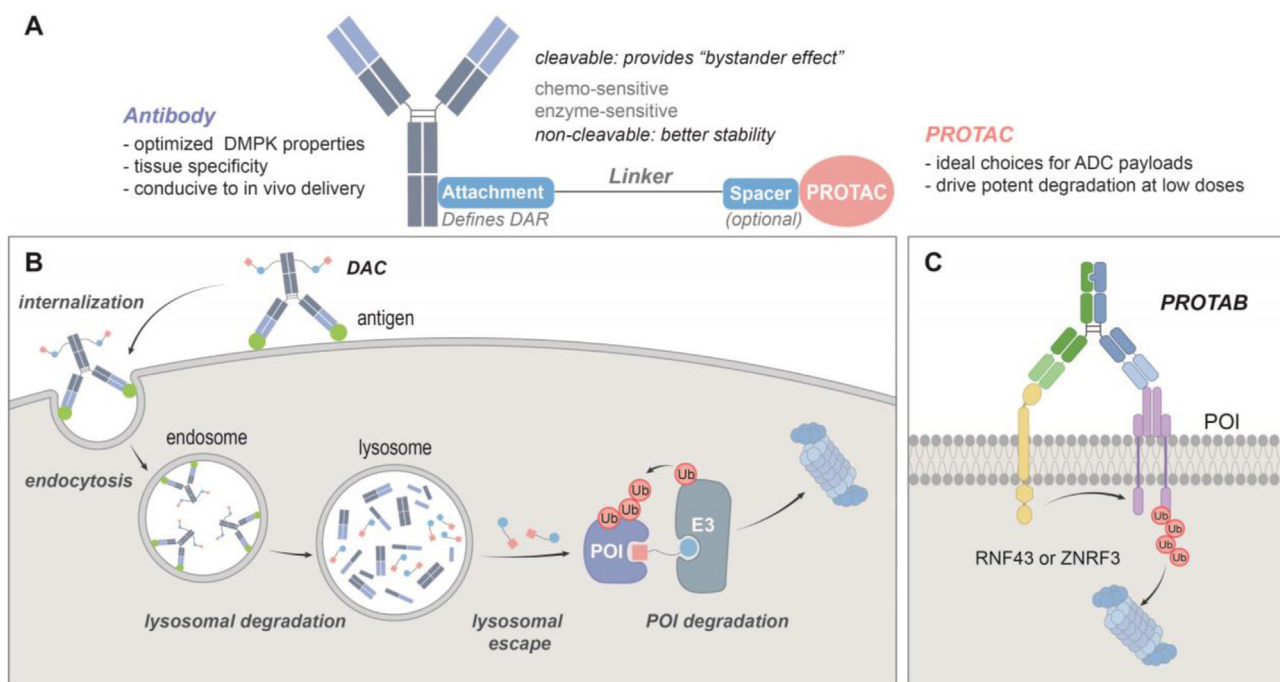 A
Antibody
- optimized DMPK properties
- tissue specificity
- conducive to in vivo delivery
cleavable: provides “bystander effect”
chemo-sensitive
enzyme-sensitive
non-cleavable: better stability
Attachment
Defines DAR
Linker
Spacer
(optional)
PROTAC
PROTAC
- ideal choices for ADC payloads
- drive potent degradation at low doses
B
DAC
internalization
antigen
endosome
lysosome
endocytosis
lysosomal degradation
lysosomal
escape
Ub
Ub
Ub
Ub
POI
E3
POI degradation
C
PROTAB
POI
RNF43 or ZNRF3
Ub
Ub
Ub
Ub